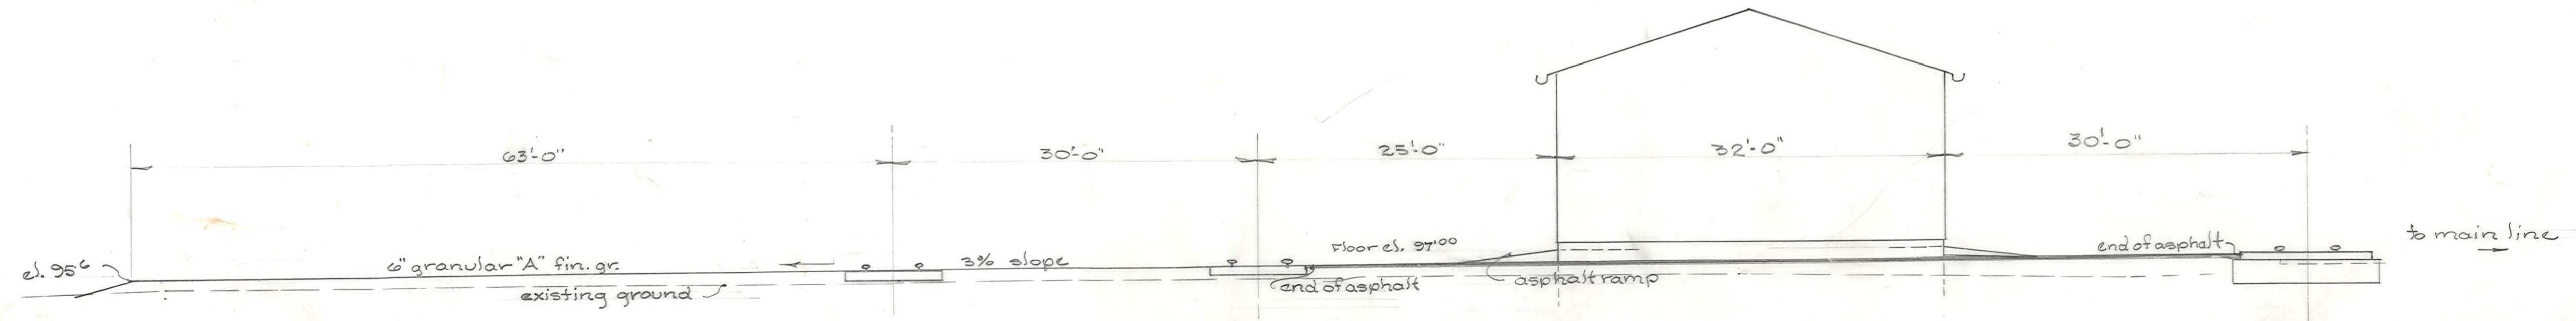 63'-0"
30'-0"
25'-0"
32'-0"
30'-0"
el. 95.6
6" granular "A" fin. gr.
existing ground
3% slope
Floor el. 97.00
end of asphalt
asphalt ramp
end of asphalt
to main line